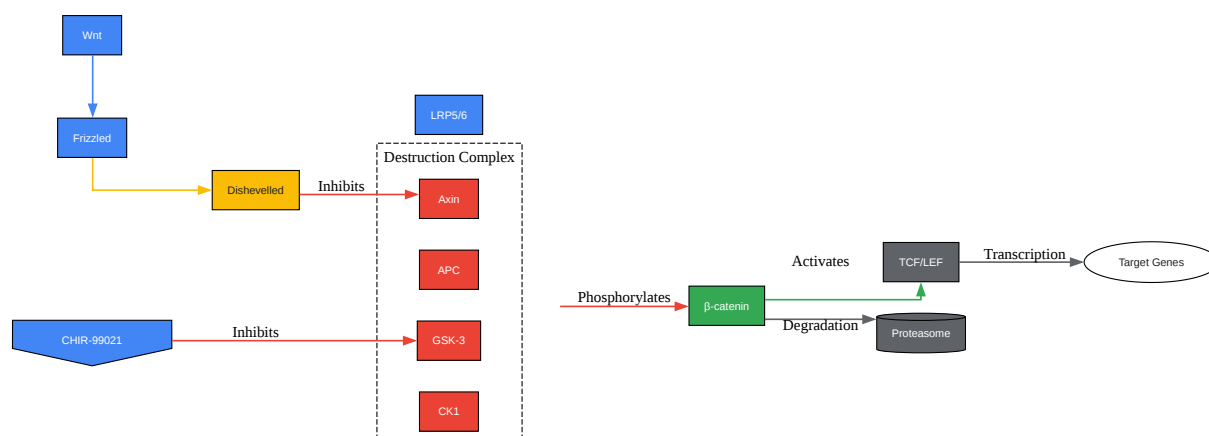 Wnt
LRP5/6
Frizzled
Destruction Complex
Dishevelled
Inhibits
Axin
APC
Activates
TCF/LEF
Transcription
Target Genes
Phosphorylates
β-catenin
Degradation
Proteasome
CHIR-99021
Inhibits
GSK-3
CK1